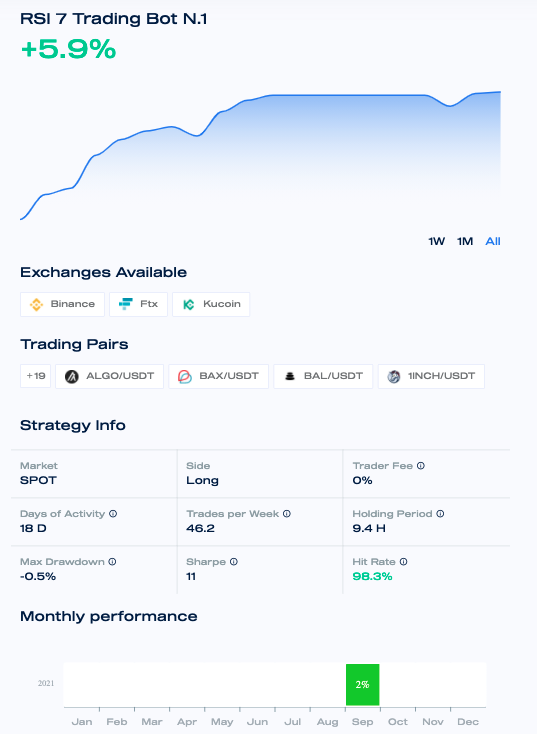 RSI 7 Trading Bot N.1
+5.9%
1W 1M All
Exchanges Available
Binance Ftx Kucoin
Trading Pairs
+19 ALGO/USDT BAX/USDT BAL/USDT 1INCH/USDT
Strategy Info
Market Side Trader Fee
SPOT Long 0%
Days of Activity Trades per Week Holding Period
18 D 46.2 9.4 H
Max Drawdown Sharpe Hit Rate
-0.5% 11 98.3%
Monthly performance
2021 2%
Jan Feb Mar Apr May Jun Jul Aug Sep Oct Nov Dec